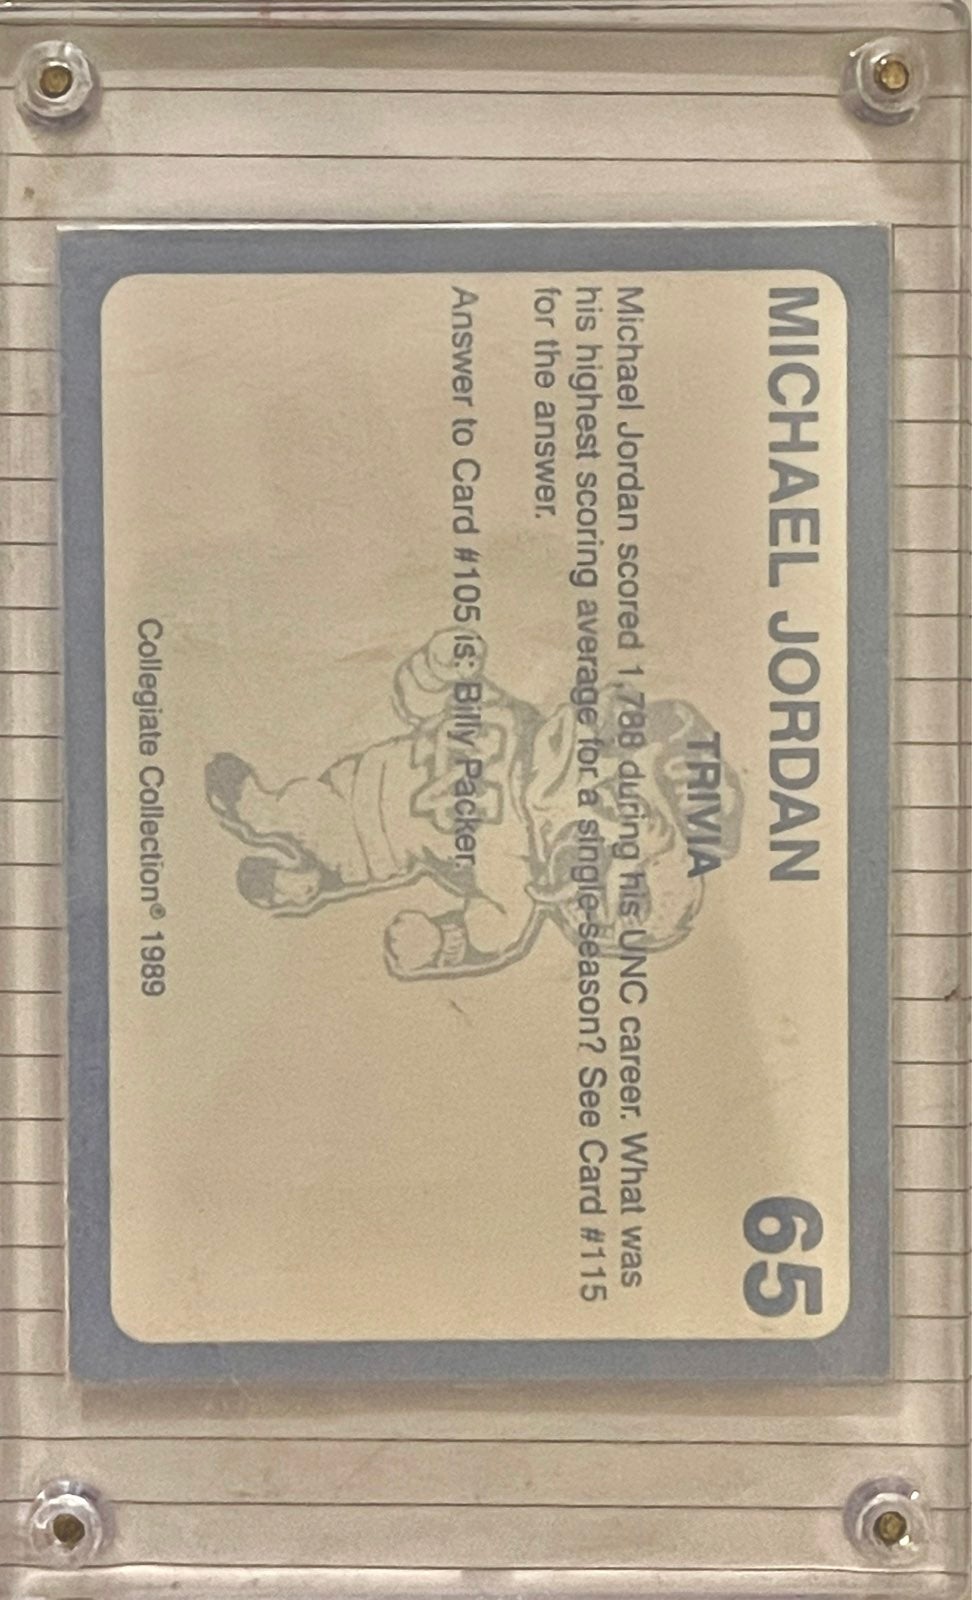 MICHAEL JORDAN 65
TRIVIA
Michael Jordan scored 1,788 during his UNC career. What was
his highest scoring average for a single season? See Card #115
for the answer.
Answer to Card #105 is: Billy Packer.
Collegiate Collection® 1989